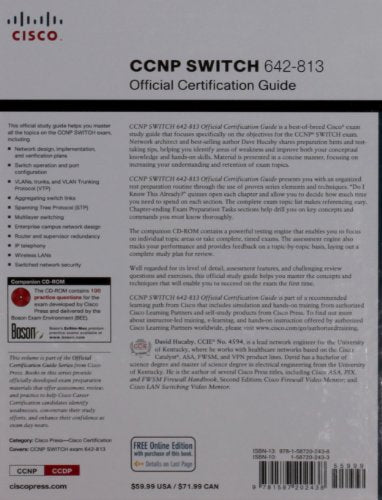 CISCO
CCNP SWITCH 642-813
Official Certification Guide
This official study guide helps you master
all the topics on the CCNP SWITCH exam,
including
Network design, implementation,
and verification plans
Switch operation and port
configuration
VLANs, trunks, and VLAN Trunking
Protocol (VTP)
Aggregating switch links
Spanning Tree Protocol (STP)
Multilayer switching
Enterprise campus network design
Router and supervisor redundancy
IP telephony
Wireless LANs
Switched network security
Companion CD-ROM
The CD-ROM contains 100
practice questions for the
exam developed by Cisco
Press and delivered by the
Boson Exam Environment (BEE).
Boson
This volume is part of the Official
Certification Guide Series from Cisco
Press. Books in this series provide
officially developed exam preparation
materials that offer assessment, review,
and practice to help Cisco Career
Certification candidates identify
weaknesses, concentrate their study
efforts, and enhance their confidence as
exam day nears.
Category: Cisco Press—Cisco Certification
Covers: CCNP SWITCH exam 642-813
CCNP CCDP
ciscopress.com
CCNP SWITCH 642-813 Official Certification Guide is a best-of-breed Cisco® exam
study guide that focuses specifically on the objectives for the CCNP® SWITCH exam.
Network architect and best-selling author Dave Hucaby shares preparation hints and test-
taking tips, helping you identify areas of weakness and improve both your conceptual
knowledge and hands-on skills. Material is presented in a concise manner, focusing on
increasing your understanding and retention of exam topics.
CCNP SWITCH 642-813 Official Certification Guide presents you with an organized
test preparation routine through the use of proven series elements and techniques. "Do I
Know This Already?" quizzes open each chapter and allow you to decide how much time
you need to spend on each section. The complete exam topic list makes referencing easy.
Chapter-ending Exam Preparation Tasks sections help drill you on key concepts and
commands you must know thoroughly.
The companion CD-ROM contains a powerful testing engine that enables you to focus
on individual topic areas or take complete, timed exams. The assessment engine also
tracks your performance and provides feedback on a topic-by-topic basis, laying out a
complete study plan for review.
Well regarded for its level of detail, assessment features, and challenging review
questions and exercises, this official study guide helps you master the concepts and
techniques that will enable you to succeed on the exam the first time.
CCNP SWITCH 642-813 Official Certification Guide is part of a recommended
learning path from Cisco that includes simulation and hands-on training from authorized
Cisco Learning Partners and self-study products from Cisco Press. To find out more
about instructor-led training, e-learning, and hands-on instruction offered by authorized
Cisco Learning Partners worldwide, please visit www.cisco.com/go/authorizedtraining.
David Hucaby, CCIE® No. 4594, is a lead network engineer for the University
of Kentucky, where he works with healthcare networks based on the Cisco
Catalyst®, ASA, FWSM, and VPN product lines. David has a bachelor of
science degree and master of science degree in electrical engineering from the University
of Kentucky. He is the author of several Cisco Press titles, including Cisco ASA, PIX,
and FWSM Firewall Handbook, Second Edition; Cisco Firewall Video Mentor; and
Cisco LAN Switching Video Mentor.
FREE Online Edition
with purchase of this book.
Details on Last Page
$59.99 USA / $71.99 CAN
ISBN-13 978-1-58720-243-8
ISBN-10 1-58720-243-3
55999
9 781587 202438